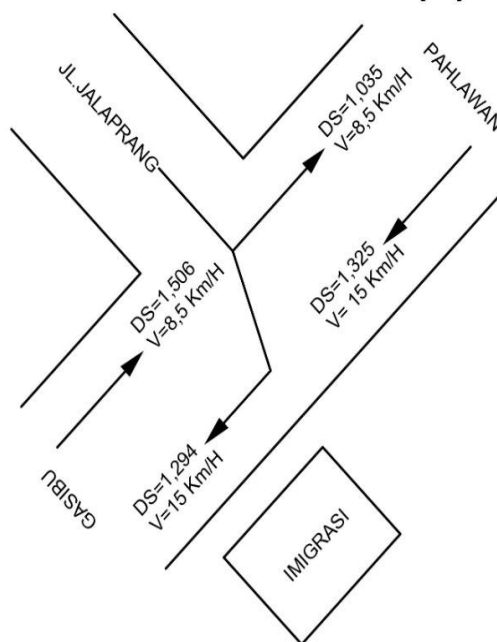 JL.JALAPRANG
PAHLAWAN
DS=1,035
V=8,5 Km/H
DS=1,325
V= 15 Km/H
DS=1,506
V=8,5 Km/H
DS=1,294
V=15 Km/H
GASIBU
IMIGRASI